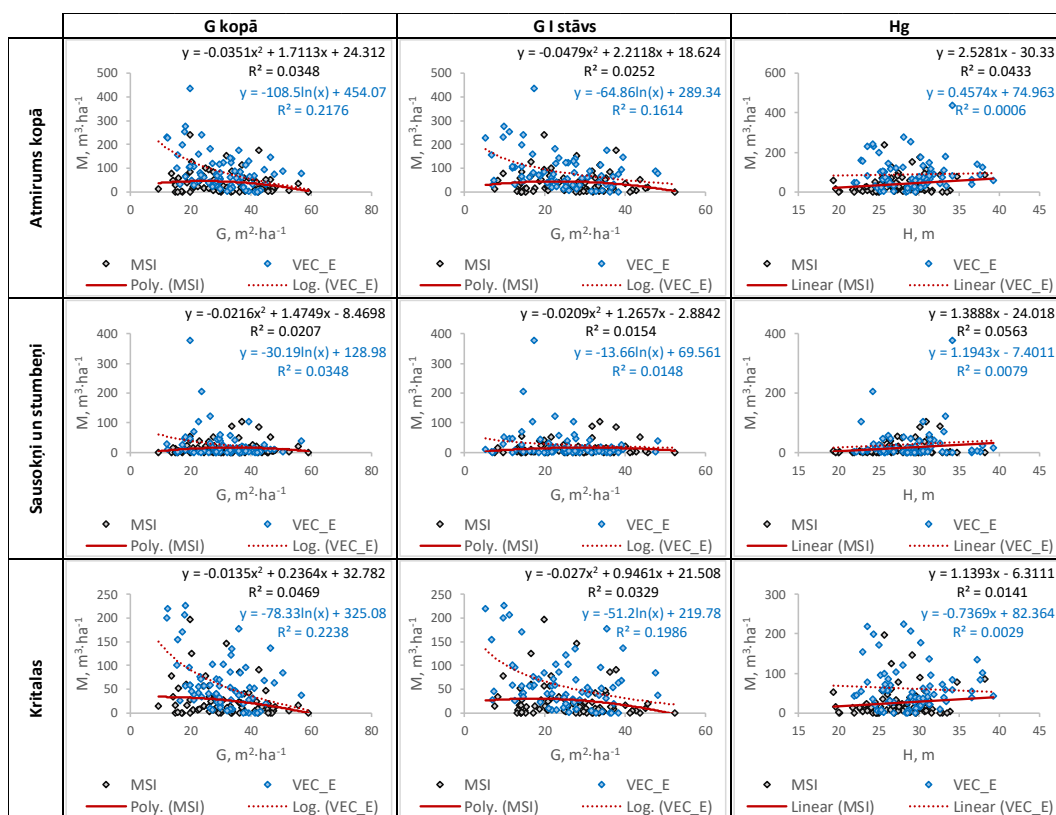 G kopā
G I stāvs
Hg
Atmirums kopā
y = -0.0351x² + 1.7113x + 24.312
R² = 0.0348
y = -108.5ln(x) + 454.07
R² = 0.2176
500
400
300
200
100
0
M, m³·ha⁻¹
0 20 40 60 80
G, m²·ha⁻¹
MSI VEC_E
Poly. (MSI) Log. (VEC_E)
y = -0.0479x² + 2.2118x + 18.624
R² = 0.0252
y = -64.86ln(x) + 289.34
R² = 0.1614
500
400
300
200
100
0
M, m³·ha⁻¹
0 20 40 60
G, m²·ha⁻¹
MSI VEC_E
Poly. (MSI) Log. (VEC_E)
y = 2.5281x - 30.33
R² = 0.0433
y = 0.4574x + 74.963
R² = 0.0006
600
400
200
0
M, m³·ha⁻¹
15 25 35 45
H, m
MSI VEC_E
Linear (MSI) Linear (VEC_E)
Sausokņi un stumbeņi
y = -0.0216x² + 1.4749x - 8.4698
R² = 0.0207
y = -30.19ln(x) + 128.98
R² = 0.0348
400
300
200
100
0
M, m³·ha⁻¹
0 20 40 60 80
G, m²·ha⁻¹
MSI VEC_E
Poly. (MSI) Log. (VEC_E)
y = -0.0209x² + 1.2657x - 2.8842
R² = 0.0154
y = -13.66ln(x) + 69.561
R² = 0.0148
400
300
200
100
0
M, m³·ha⁻¹
0 20 40 60
G, m²·ha⁻¹
MSI VEC_E
Poly. (MSI) Log. (VEC_E)
y = 1.3888x - 24.018
R² = 0.0563
y = 1.1943x - 7.4011
R² = 0.0079
400
300
200
100
0
M, m³·ha⁻¹
15 25 35 45
H, m
MSI VEC_E
Linear (MSI) Linear (VEC_E)
Kritalas
y = -0.0135x² + 0.2364x + 32.782
R² = 0.0469
y = -78.33ln(x) + 325.08
R² = 0.2238
250
200
150
100
50
0
M, m³·ha⁻¹
0 20 40 60 80
G, m²·ha⁻¹
MSI VEC_E
Poly. (MSI) Log. (VEC_E)
y = -0.027x² + 0.9461x + 21.508
R² = 0.0329
y = -51.2ln(x) + 219.78
R² = 0.1986
250
200
150
100
50
0
M, m³·ha⁻¹
0 20 40 60
G, m²·ha⁻¹
MSI VEC_E
Poly. (MSI) Log. (VEC_E)
y = 1.1393x - 6.3111
R² = 0.0141
y = -0.7369x + 82.364
R² = 0.0029
300
200
100
0
M, m³·ha⁻¹
15 25 35 45
H, m
MSI VEC_E
Linear (MSI) Linear (VEC_E)